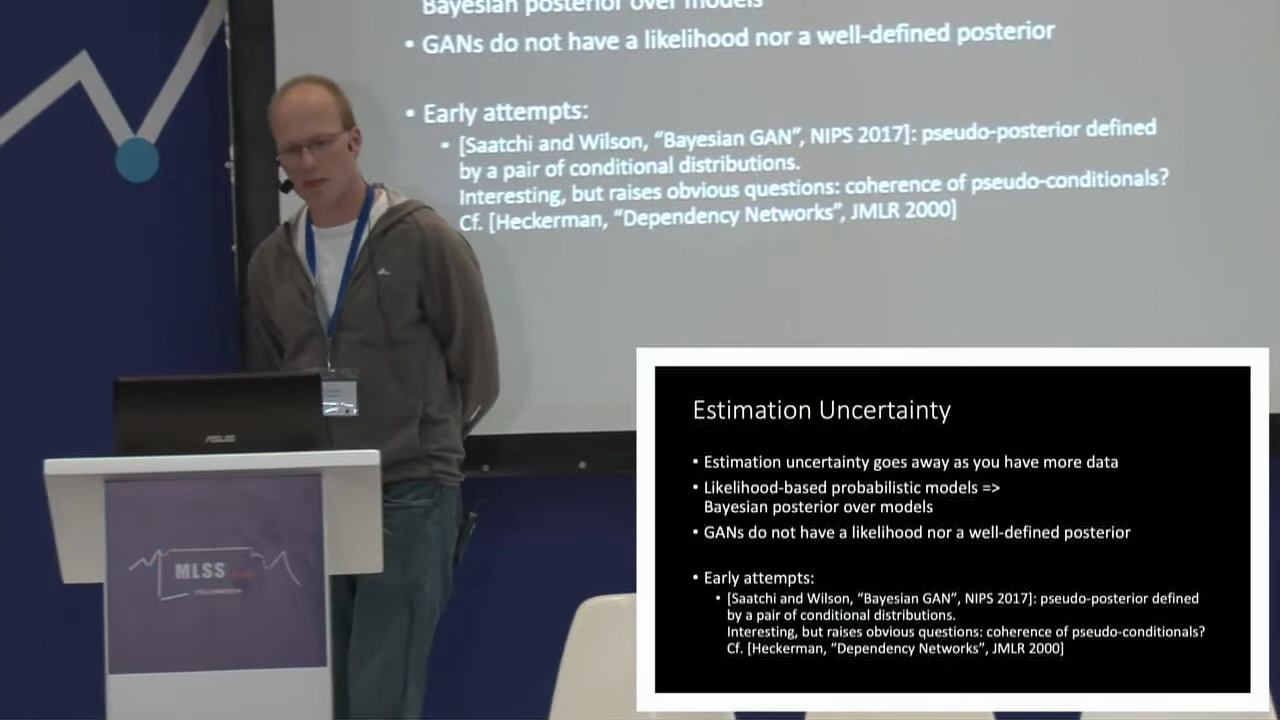 Bayesian posterior over models
• GANs do not have a likelihood nor a well-defined posterior
• Early attempts:
• [Saatchi and Wilson, “Bayesian GAN”, NIPS 2017]: pseudo-posterior defined
by a pair of conditional distributions.
Interesting, but raises obvious questions: coherence of pseudo-conditionals?
Cf. [Heckerman, “Dependency Networks”, JMLR 2000]
ASUS
MLSS
Estimation Uncertainty
• Estimation uncertainty goes away as you have more data
• Likelihood-based probabilistic models =>
Bayesian posterior over models
• GANs do not have a likelihood nor a well-defined posterior
• Early attempts:
• [Saatchi and Wilson, “Bayesian GAN”, NIPS 2017]: pseudo-posterior defined
by a pair of conditional distributions.
Interesting, but raises obvious questions: coherence of pseudo-conditionals?
Cf. [Heckerman, “Dependency Networks”, JMLR 2000]